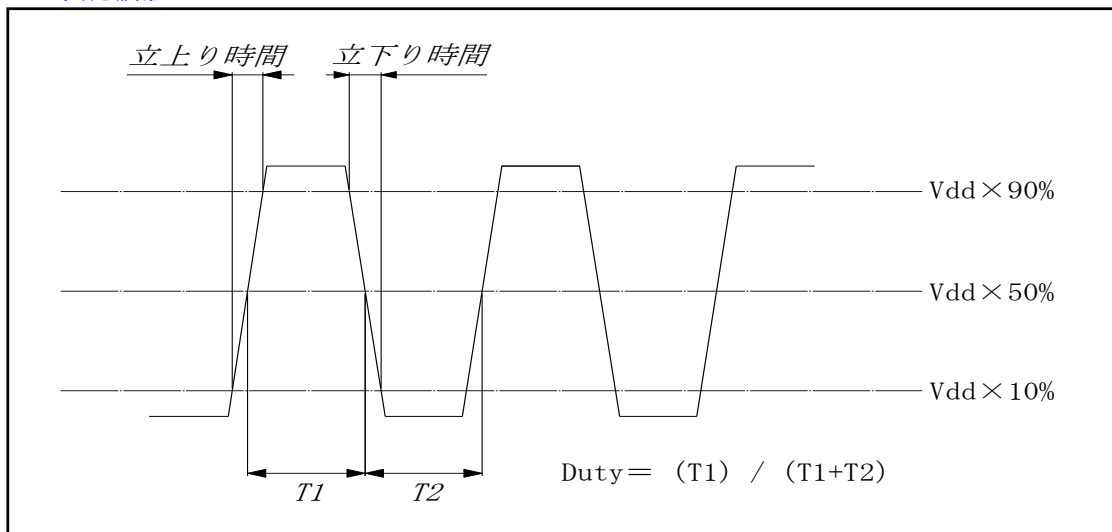 立上り時間
立下り時間
Vdd×90%
Vdd×50%
Vdd×10%
T1
T2
Duty＝ (T1) / (T1+T2)